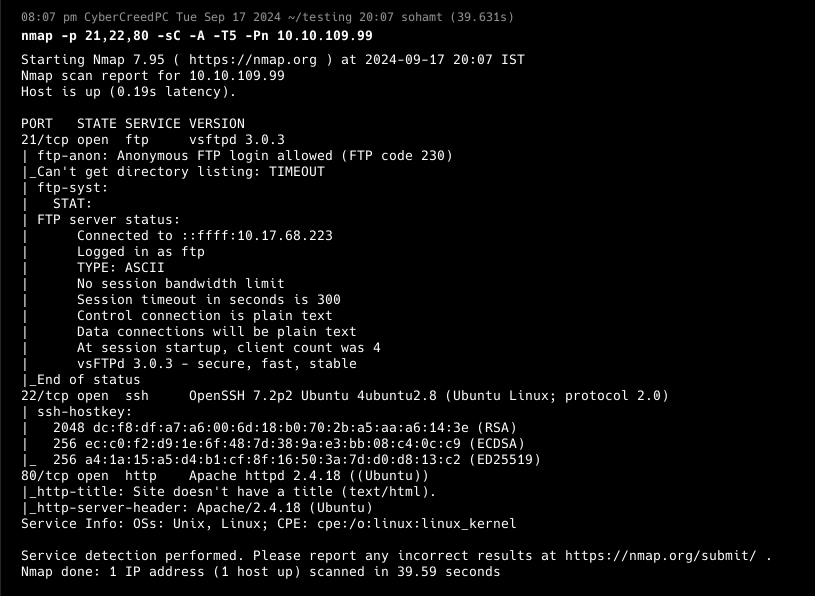 08:07 pm CyberCreedPC Tue Sep 17 2024 ~/testing 20:07 sohamt (39.631s)
nmap -p 21,22,80 -sC -A -T5 -Pn 10.10.109.99
Starting Nmap 7.95 ( https://nmap.org ) at 2024-09-17 20:07 IST
Nmap scan report for 10.10.109.99
Host is up (0.19s latency).

PORT   STATE SERVICE VERSION
21/tcp open  ftp     vsftpd 3.0.3
| ftp-anon: Anonymous FTP login allowed (FTP code 230)
|_Can't get directory listing: TIMEOUT
| ftp-syst:
|   STAT:
| FTP server status:
|      Connected to ::ffff:10.17.68.223
|      Logged in as ftp
|      TYPE: ASCII
|      No session bandwidth limit
|      Session timeout in seconds is 300
|      Control connection is plain text
|      Data connections will be plain text
|      At session startup, client count was 4
|      vsFTPd 3.0.3 - secure, fast, stable
|_End of status
22/tcp open  ssh     OpenSSH 7.2p2 Ubuntu 4ubuntu2.8 (Ubuntu Linux; protocol 2.0)
| ssh-hostkey:
|   2048 dc:f8:df:a7:a6:00:6d:18:b0:70:2b:a5:aa:a6:14:3e (RSA)
|   256 ec:c0:f2:d9:1e:6f:48:7d:38:9a:e3:bb:08:c4:0c:c9 (ECDSA)
|_  256 a4:1a:15:a5:d4:b1:cf:8f:16:50:3a:7d:d0:d8:13:c2 (ED25519)
80/tcp open  http    Apache httpd 2.4.18 ((Ubuntu))
|_http-title: Site doesn't have a title (text/html).
|_http-server-header: Apache/2.4.18 (Ubuntu)
Service Info: OSs: Unix, Linux; CPE: cpe:/o:linux:linux_kernel

Service detection performed. Please report any incorrect results at https://nmap.org/submit/ .
Nmap done: 1 IP address (1 host up) scanned in 39.59 seconds